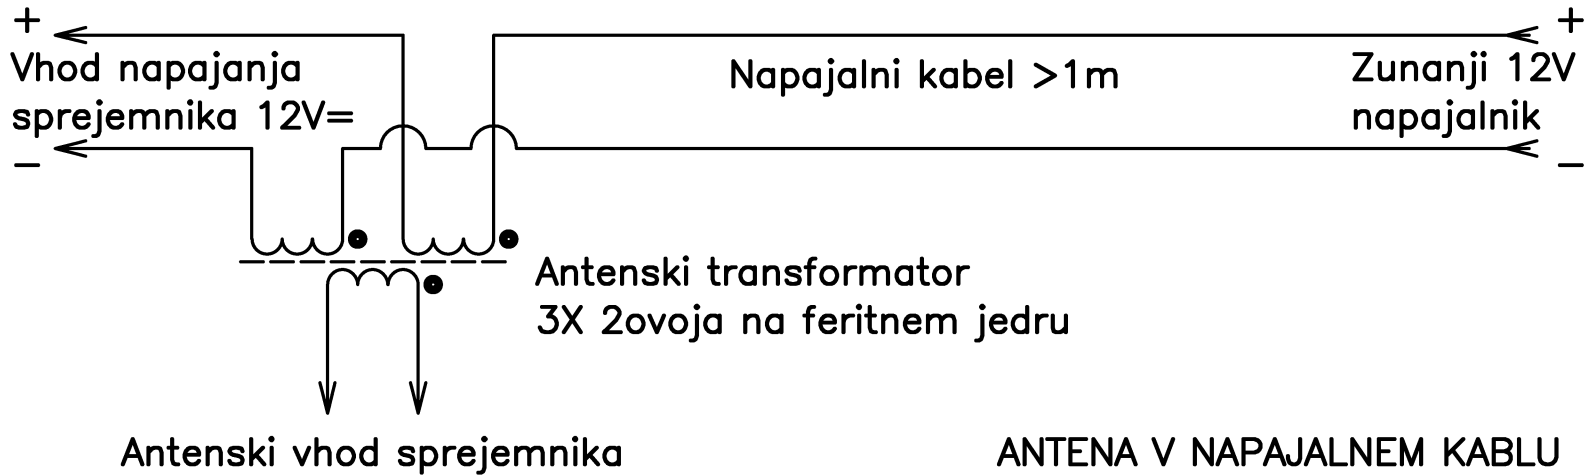 +
Vhod napajanja
sprejemnika 12V=
–
Napajalni kabel >1m
+
Zunanji 12V
napajalnik
–
Antenski transformator
3X 2ovoja na feritnem jedru
Antenski vhod sprejemnika
ANTENA V NAPAJALNEM KABLU